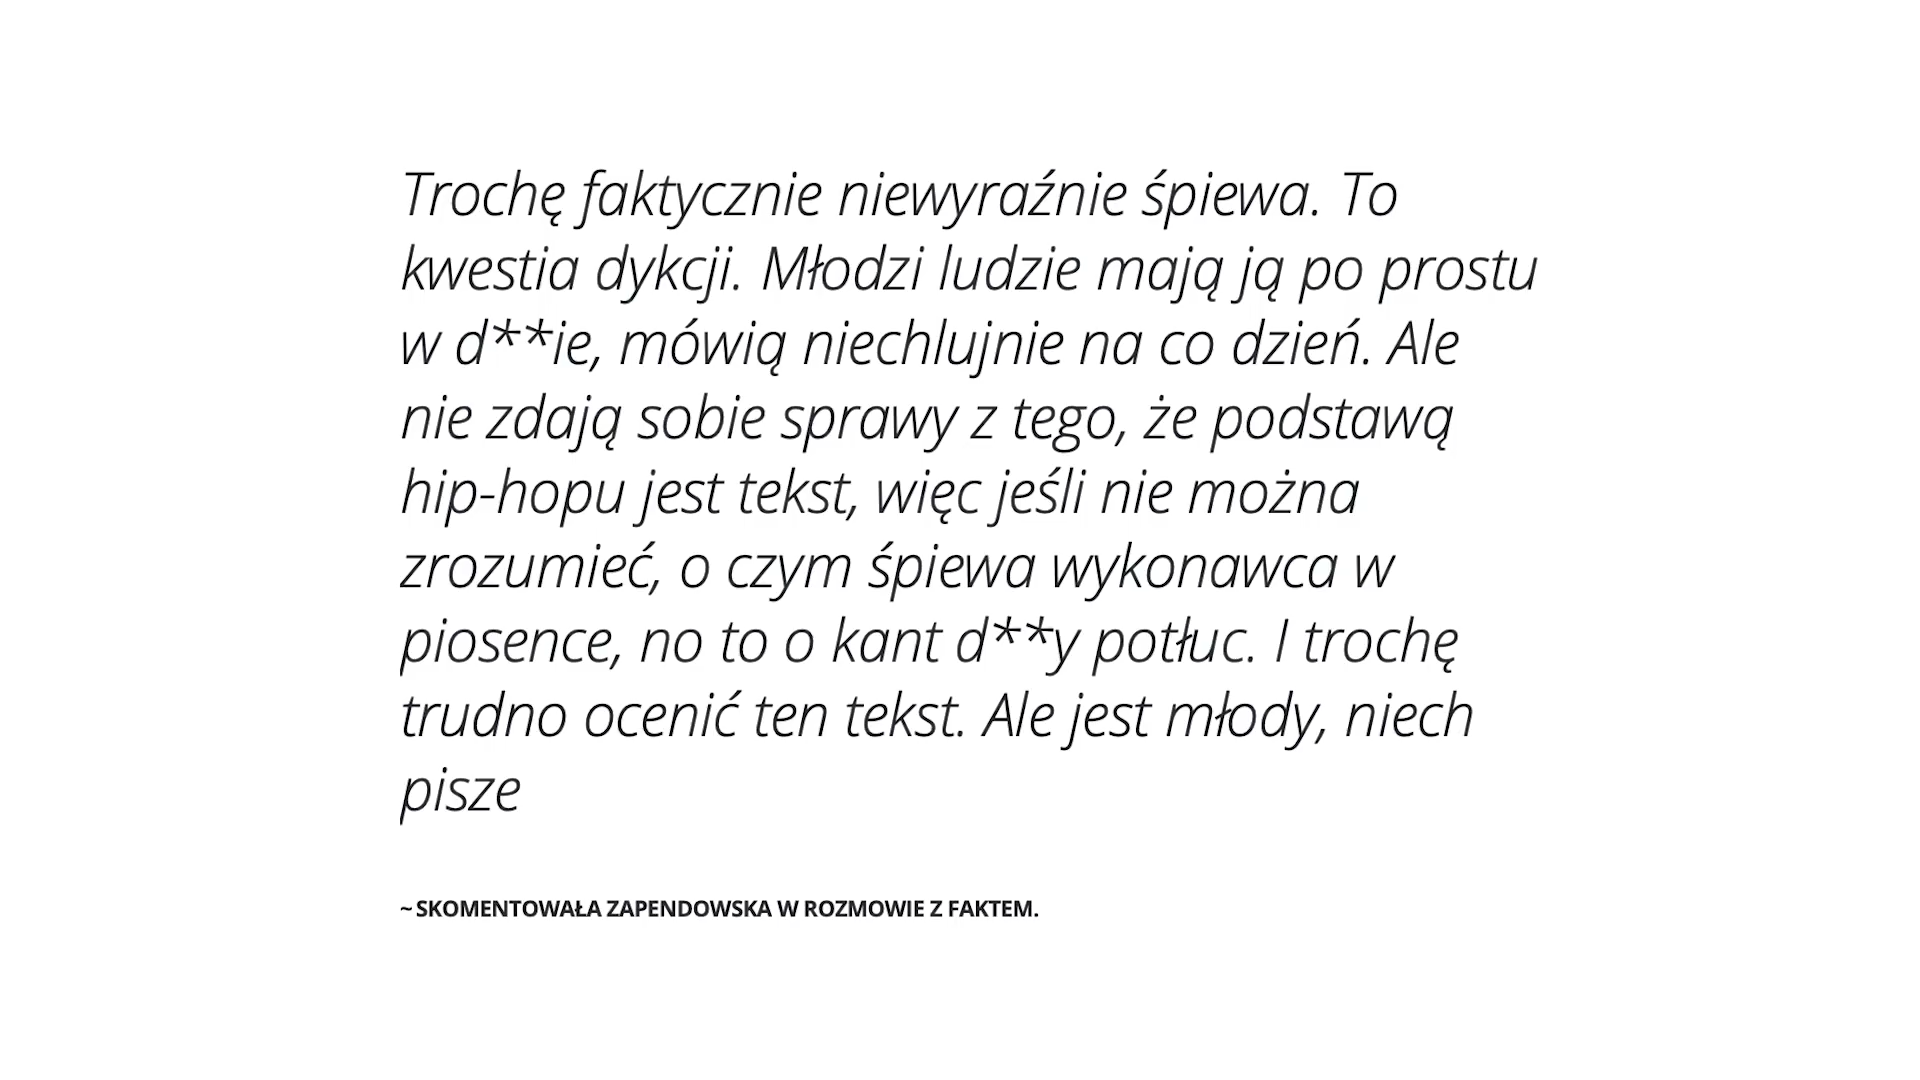 Trochę faktycznie niewyraźnie śpiewa. To
kwestia dykcji. Młodzi ludzie mają ją po prostu
w d**ie, mówią niechlujnie na co dzień. Ale
nie zdają sobie sprawy z tego, że podstawą
hip-hopu jest tekst, więc jeśli nie można
zrozumieć, o czym śpiewa wykonawca w
piosence, no to o kant d**y potłuc. I trochę
trudno ocenić ten tekst. Ale jest młody, niech
pisze
~ SKOMENTOWAŁA ZAPENDOWSKA W ROZMOWIE Z FAKTEM.